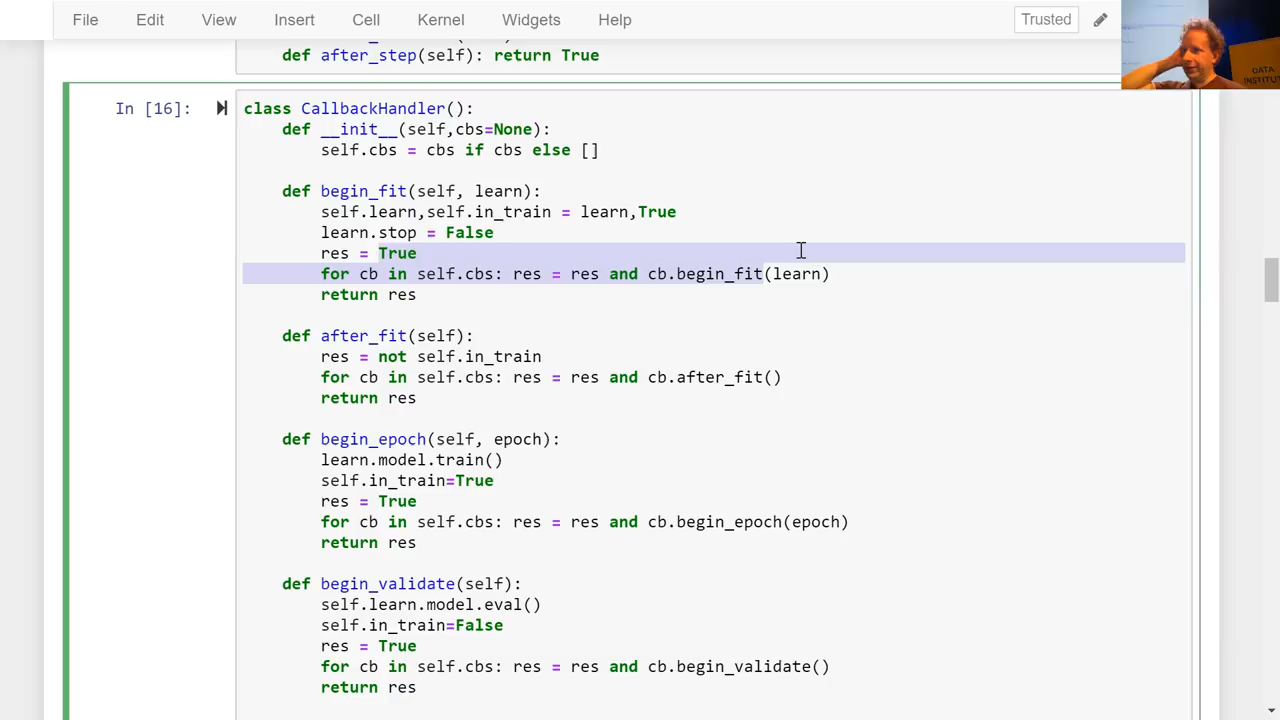 File Edit View Insert Cell Kernel Widgets Help Trusted
def after_step(self): return True
In [16]:
class CallbackHandler():
def __init__(self,cbs=None):
self.cbs = cbs if cbs else []
def begin_fit(self, learn):
self.learn,self.in_train = learn,True
learn.stop = False
res = True
for cb in self.cbs: res = res and cb.begin_fit(learn)
return res
def after_fit(self):
res = not self.in_train
for cb in self.cbs: res = res and cb.after_fit()
return res
def begin_epoch(self, epoch):
learn.model.train()
self.in_train=True
res = True
for cb in self.cbs: res = res and cb.begin_epoch(epoch)
return res
def begin_validate(self):
self.learn.model.eval()
self.in_train=False
res = True
for cb in self.cbs: res = res and cb.begin_validate()
return res
DATA
INSTITUT